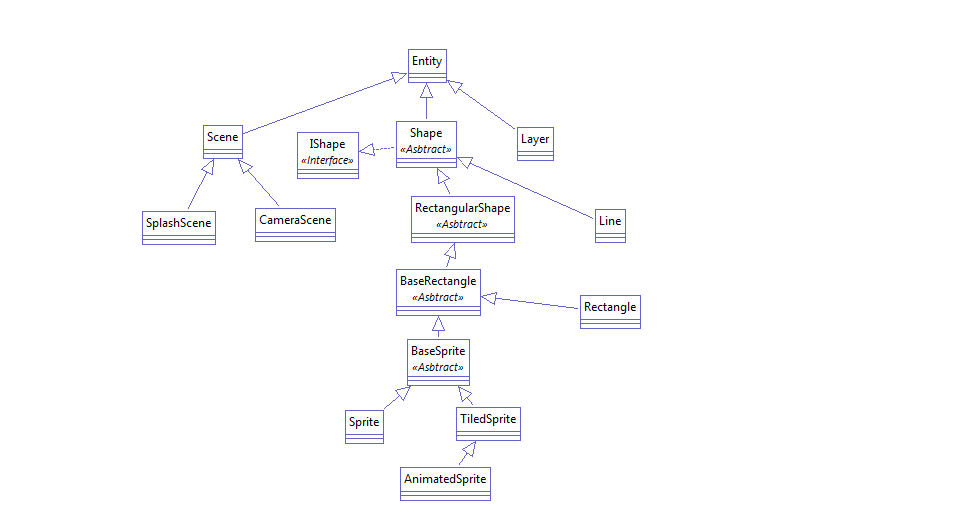 Entity
Scene
IShape
«Interface»
Shape
«Asbtract»
Layer
SplashScene
CameraScene
RectangularShape
«Asbtract»
Line
BaseRectangle
«Asbtract»
Rectangle
BaseSprite
«Asbtract»
Sprite
TiledSprite
AnimatedSprite